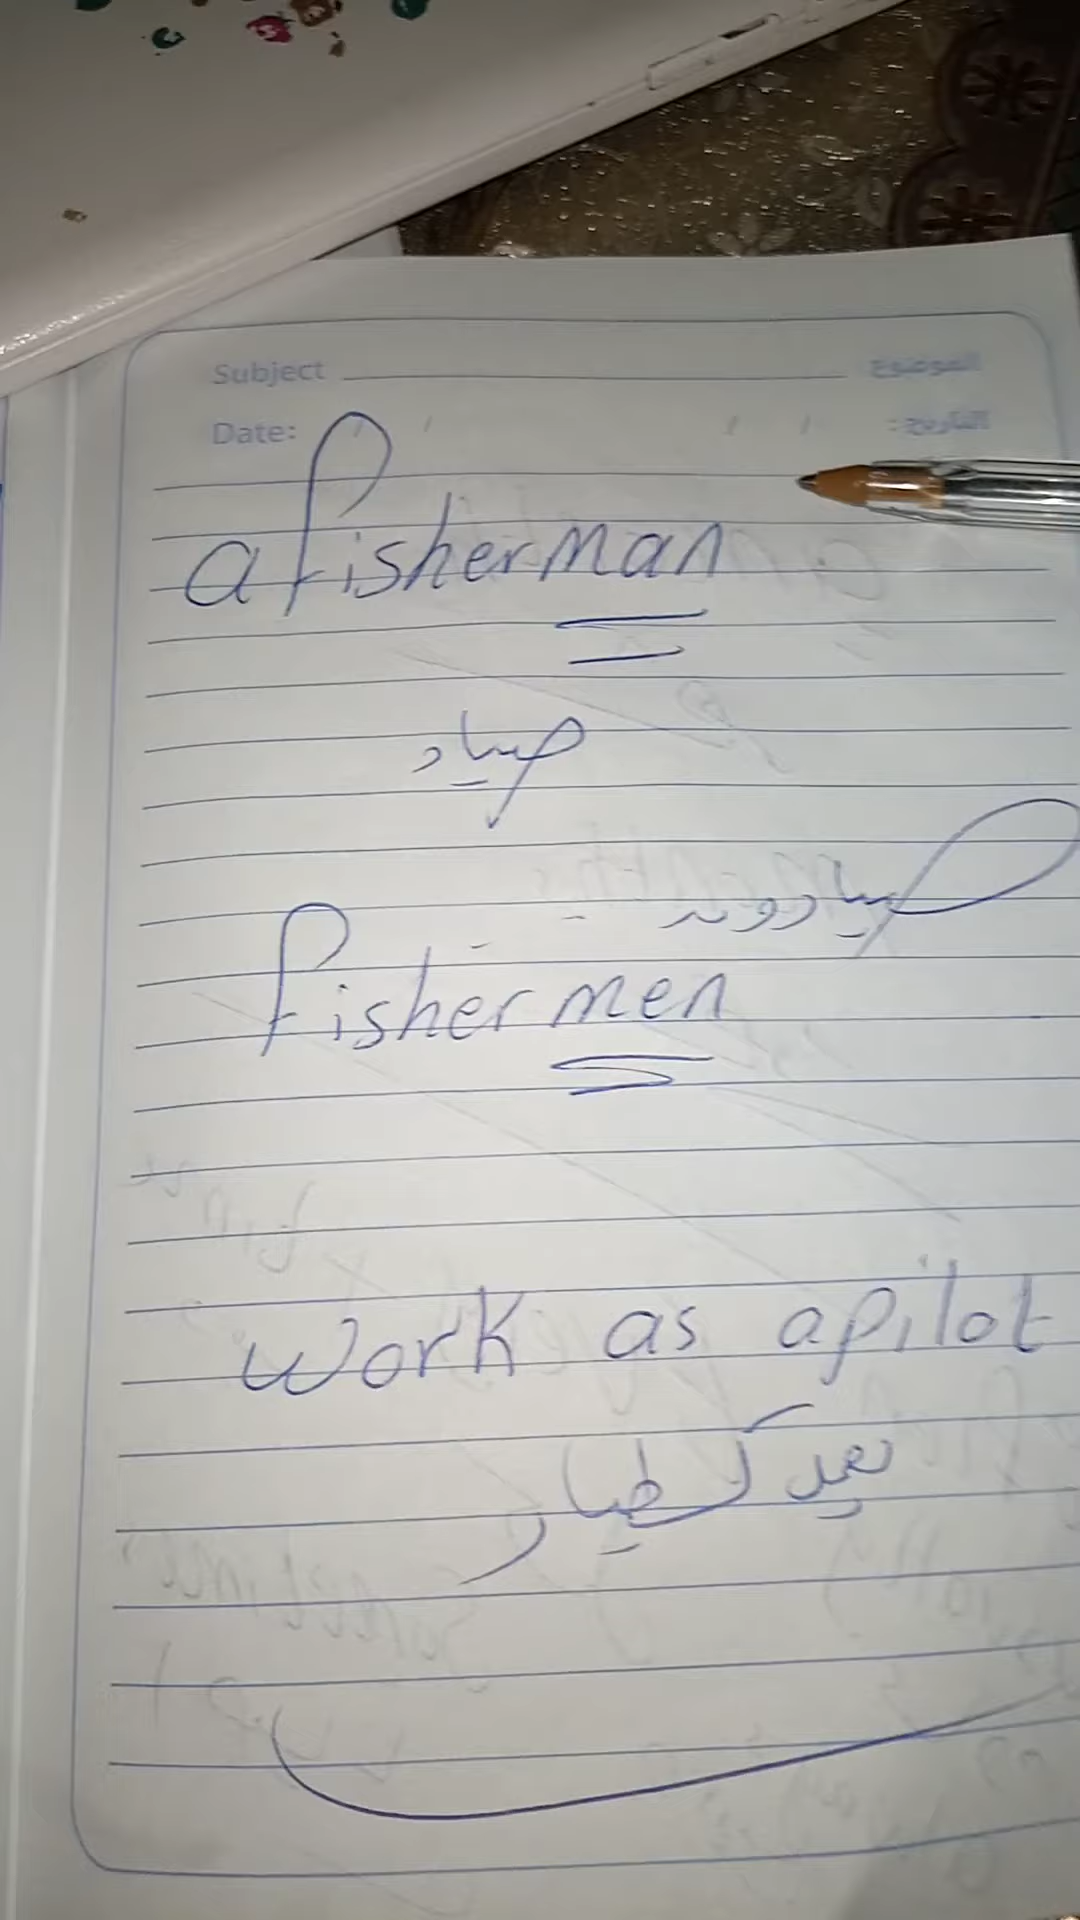 Subject الموضوع
Date: / / / / التاريخ:
a fisherman
صياد
صيادون
fishermen
work as a pilot
يعمل كطيار